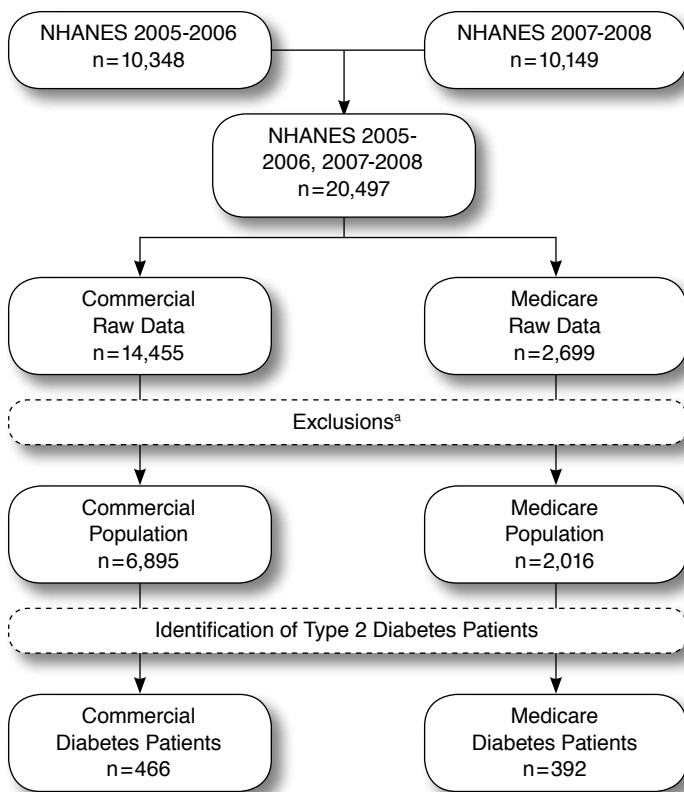 NHANES 2005-2006
n=10,348
NHANES 2007-2008
n=10,149
NHANES 2005-
2006, 2007-2008
n=20,497
Commercial
Raw Data
n=14,455
Medicare
Raw Data
n=2,699
Exclusionsᵃ
Commercial
Population
n=6,895
Medicare
Population
n=2,016
Identification of Type 2 Diabetes Patients
Commercial
Diabetes Patients
n=466
Medicare
Diabetes Patients
n=392